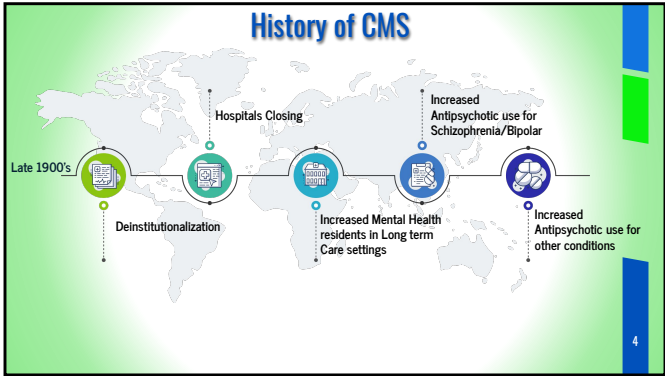 History of CMS
Late 1900's
Deinstitutionalization
Hospitals Closing
Increased Mental Health
residents in Long term
Care settings
Increased
Antipsychotic use for
Schizophrenia/Bipolar
Increased
Antipsychotic use for
other conditions
4